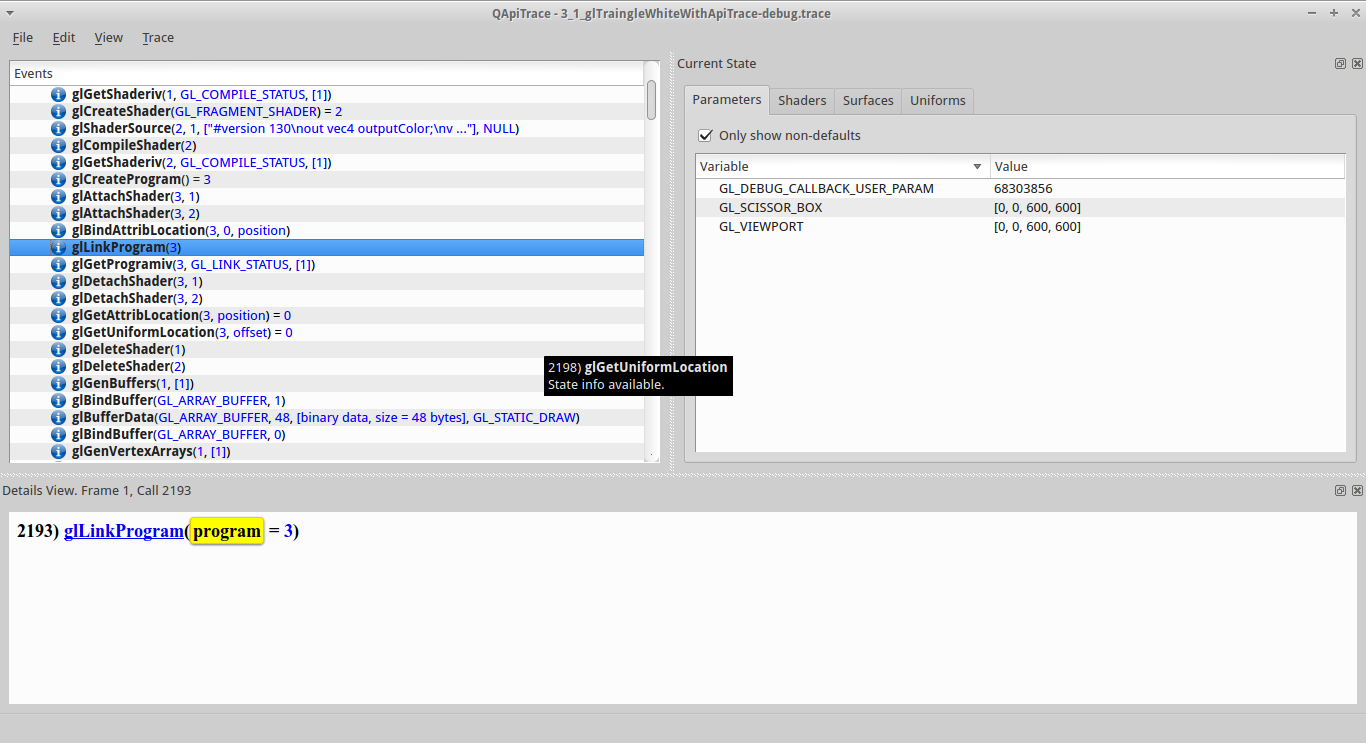 QApiTrace - 3_1_glTraingleWhiteWithApiTrace-debug.trace
File Edit View Trace
Events
glGetShaderiv(1, GL_COMPILE_STATUS, [1])
glCreateShader(GL_FRAGMENT_SHADER) = 2
glShaderSource(2, 1, ["#version 130\nout vec4 outputColor;\nv ..."], NULL)
glCompileShader(2)
glGetShaderiv(2, GL_COMPILE_STATUS, [1])
glCreateProgram() = 3
glAttachShader(3, 1)
glAttachShader(3, 2)
glBindAttribLocation(3, 0, position)
glLinkProgram(3)
glGetProgramiv(3, GL_LINK_STATUS, [1])
glDetachShader(3, 1)
glDetachShader(3, 2)
glGetAttribLocation(3, position) = 0
glGetUniformLocation(3, offset) = 0
glDeleteShader(1)
glDeleteShader(2)
glGenBuffers(1, [1])
glBindBuffer(GL_ARRAY_BUFFER, 1)
glBufferData(GL_ARRAY_BUFFER, 48, [binary data, size = 48 bytes], GL_STATIC_DRAW)
glBindBuffer(GL_ARRAY_BUFFER, 0)
glGenVertexArrays(1, [1])
2198) glGetUniformLocation
State info available.
Current State
Parameters Shaders Surfaces Uniforms
Only show non-defaults
Variable Value
GL_DEBUG_CALLBACK_USER_PARAM 68303856
GL_SCISSOR_BOX [0, 0, 600, 600]
GL_VIEWPORT [0, 0, 600, 600]
Details View. Frame 1, Call 2193
2193) glLinkProgram(program = 3)